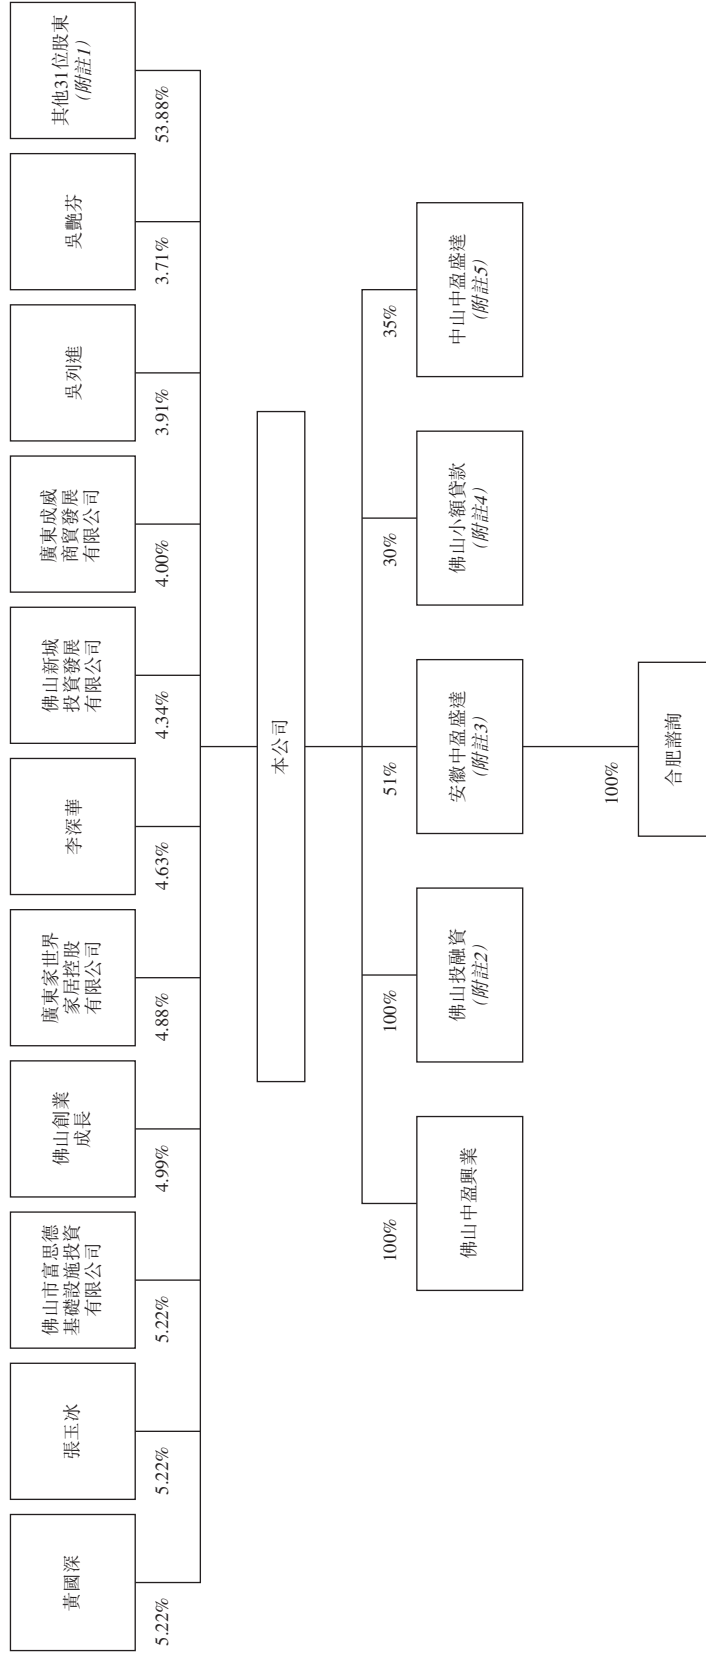 黃國深
5.22%
張玉冰
5.22%
佛山市富思德
基礎設施投資
有限公司
5.22%
佛山創業
成長
4.99%
廣東家世界
家居控股
有限公司
4.88%
李深華
4.63%
佛山新城
投資發展
有限公司
4.34%
廣東成威
商貿發展
有限公司
4.00%
吳列進
3.91%
吳艷芬
3.71%
其他31位股東
(附註1)
53.88%
本公司
100%
佛山中盈興業
100%
佛山投融資
(附註2)
51%
安徽中盈盛達
(附註3)
30%
佛山小額貸款
(附註4)
35%
中山中盈盛達
(附註5)
100%
合肥諮詢